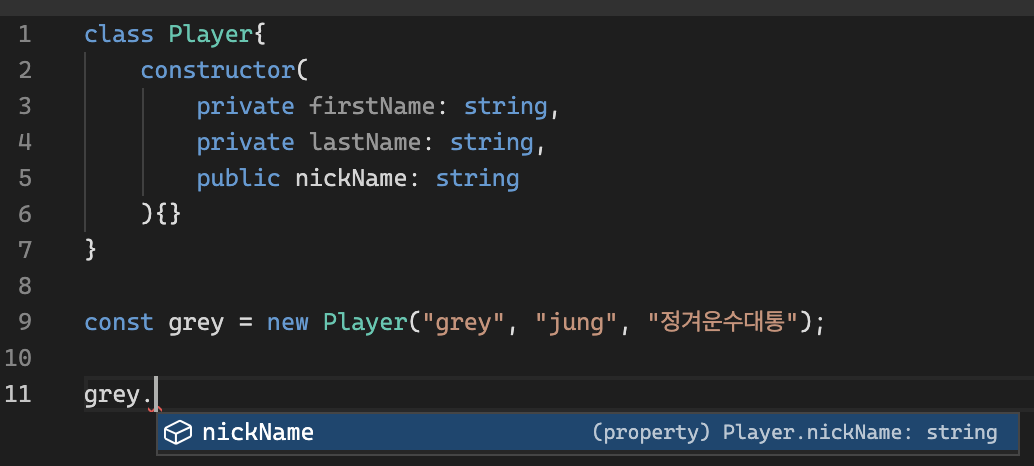 1 class Player{
2 constructor(
3 private firstName: string,
4 private lastName: string,
5 public nickName: string
6 ){}
7 }
8
9 const grey = new Player("grey", "jung", "정겨운수대통");
10
11 grey.
nickName (property) Player.nickName: string